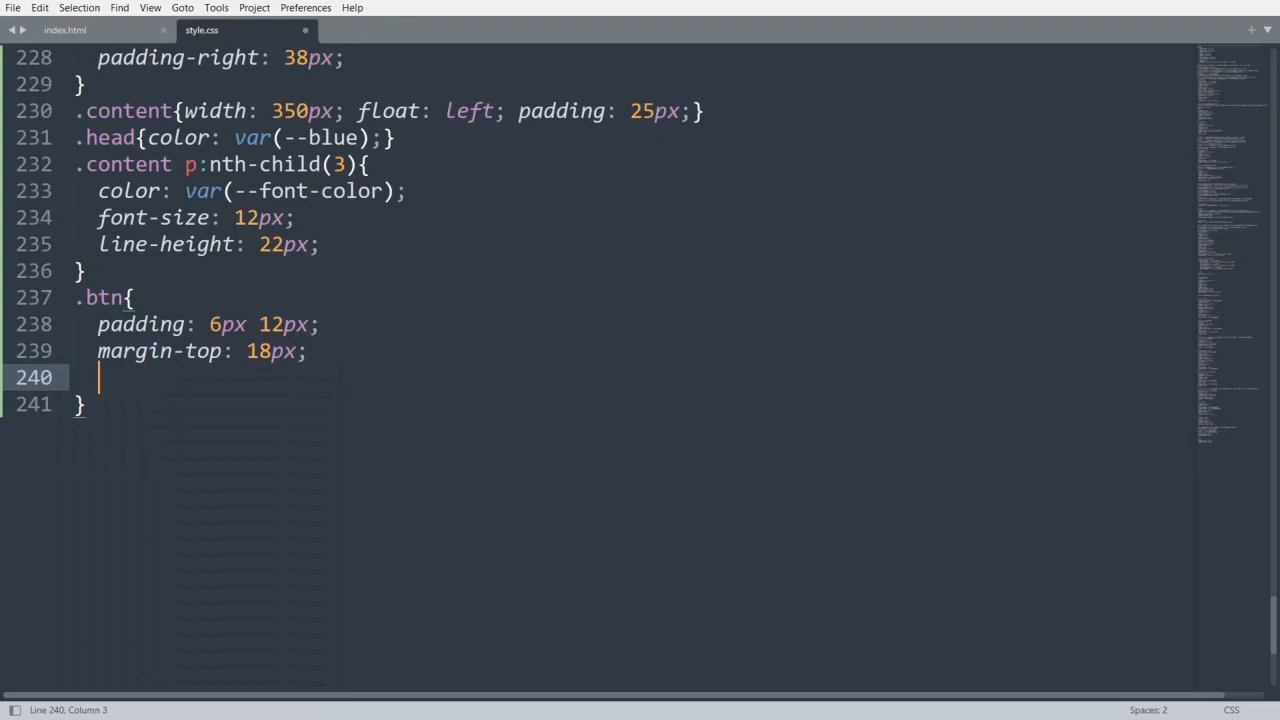 File Edit Selection Find View Goto Tools Project Preferences Help
index.html × style.css
228 padding-right: 38px;
229 }
230 .content{width: 350px; float: left; padding: 25px;}
231 .head{color: var(--blue);}
232 .content p:nth-child(3){
233 color: var(--font-color);
234 font-size: 12px;
235 line-height: 22px;
236 }
237 .btn{
238 padding: 6px 12px;
239 margin-top: 18px;
240
241 }
Line 240, Column 3 Spaces: 2 CSS